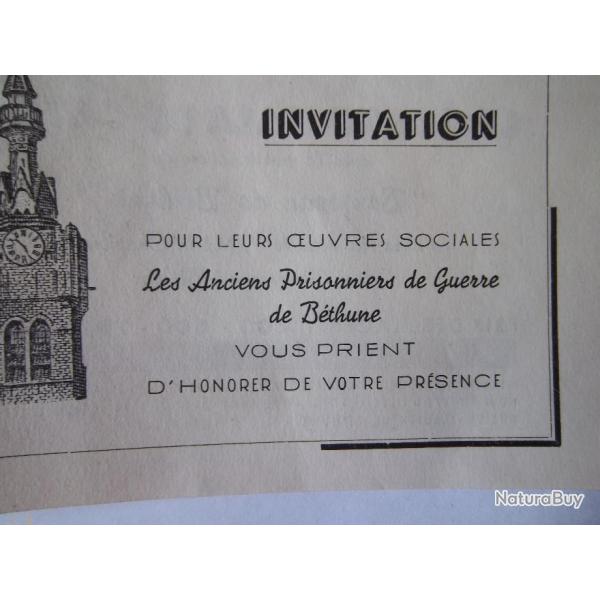 INVITATION
POUR LEURS ŒUVRES SOCIALES
Les Anciens Prisonniers de Guerre
de Béthune
VOUS PRIENT
D'HONORER DE VOTRE PRÉSENCE
NaturaBuy